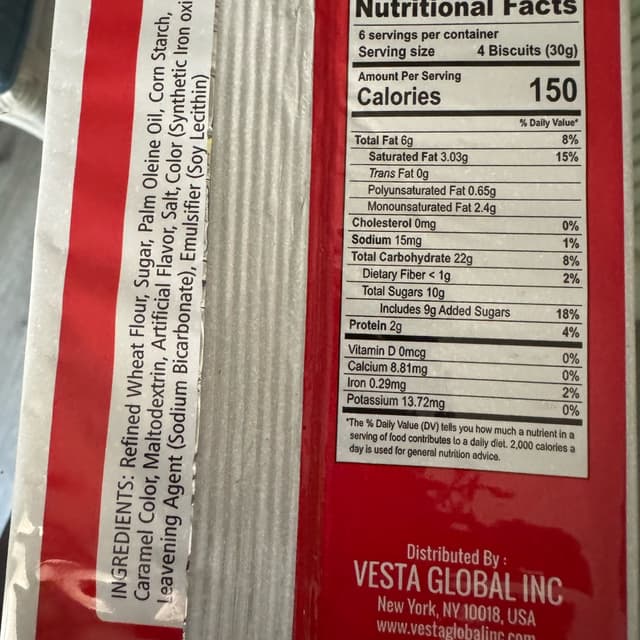 INGREDIENTS: Refined Wheat Flour, Sugar, Palm Oleine Oil, Corn Starch,
Caramel Color, Maltodextrin, Artificial Flavor, Salt, Color (Synthetic Iron oxi
Leavening Agent (Sodium Bicarbonate), Emulsifier (Soy Lecithin)
Nutritional Facts
6 servings per container
Serving size 4 Biscuits (30g)
Amount Per Serving
Calories 150
% Daily Value*
Total Fat 6g 8%
Saturated Fat 3.03g 15%
Trans Fat 0g
Polyunsaturated Fat 0.65g
Monounsaturated Fat 2.4g
Cholesterol 0mg 0%
Sodium 15mg 1%
Total Carbohydrate 22g 8%
Dietary Fiber < 1g 2%
Total Sugars 10g
Includes 9g Added Sugars 18%
Protein 2g 4%
Vitamin D 0mcg 0%
Calcium 8.81mg 0%
Iron 0.29mg 2%
Potassium 13.72mg 0%
*The % Daily Value (DV) tells you how much a nutrient in a
serving of food contributes to a daily diet. 2,000 calories a
day is used for general nutrition advice.
Distributed By :
VESTA GLOBAL INC
New York, NY 10018, USA
www.vestaglobalinc.com